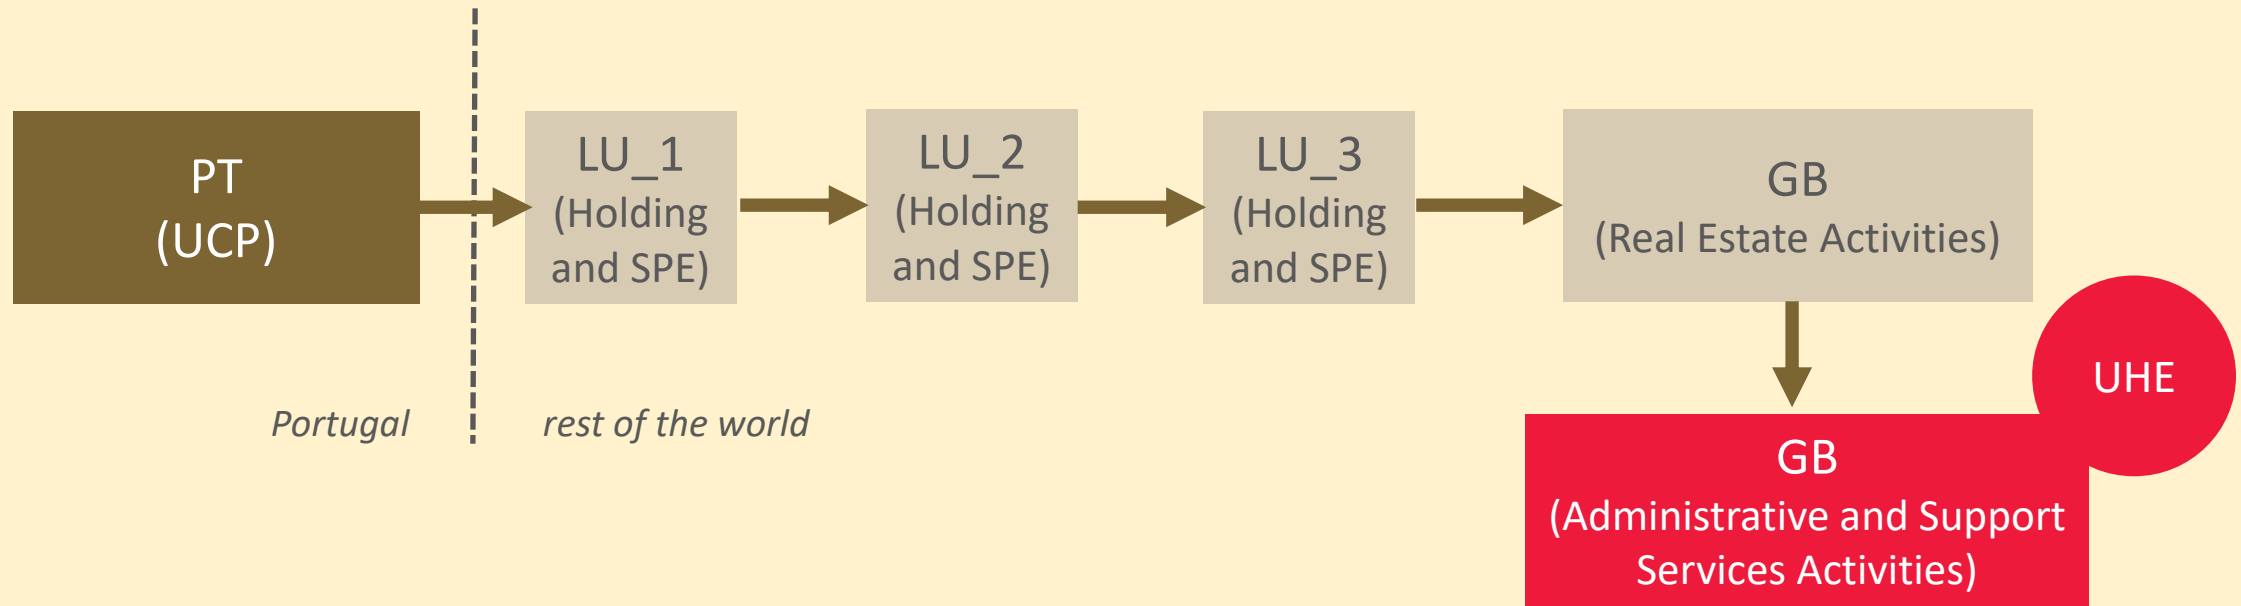 PT
(UCP)
LU_1
(Holding
and SPE)
LU_2
(Holding
and SPE)
LU_3
(Holding
and SPE)
GB
(Real Estate Activities)
UHE
Portugal
rest of the world
GB
(Administrative and Support
Services Activities)